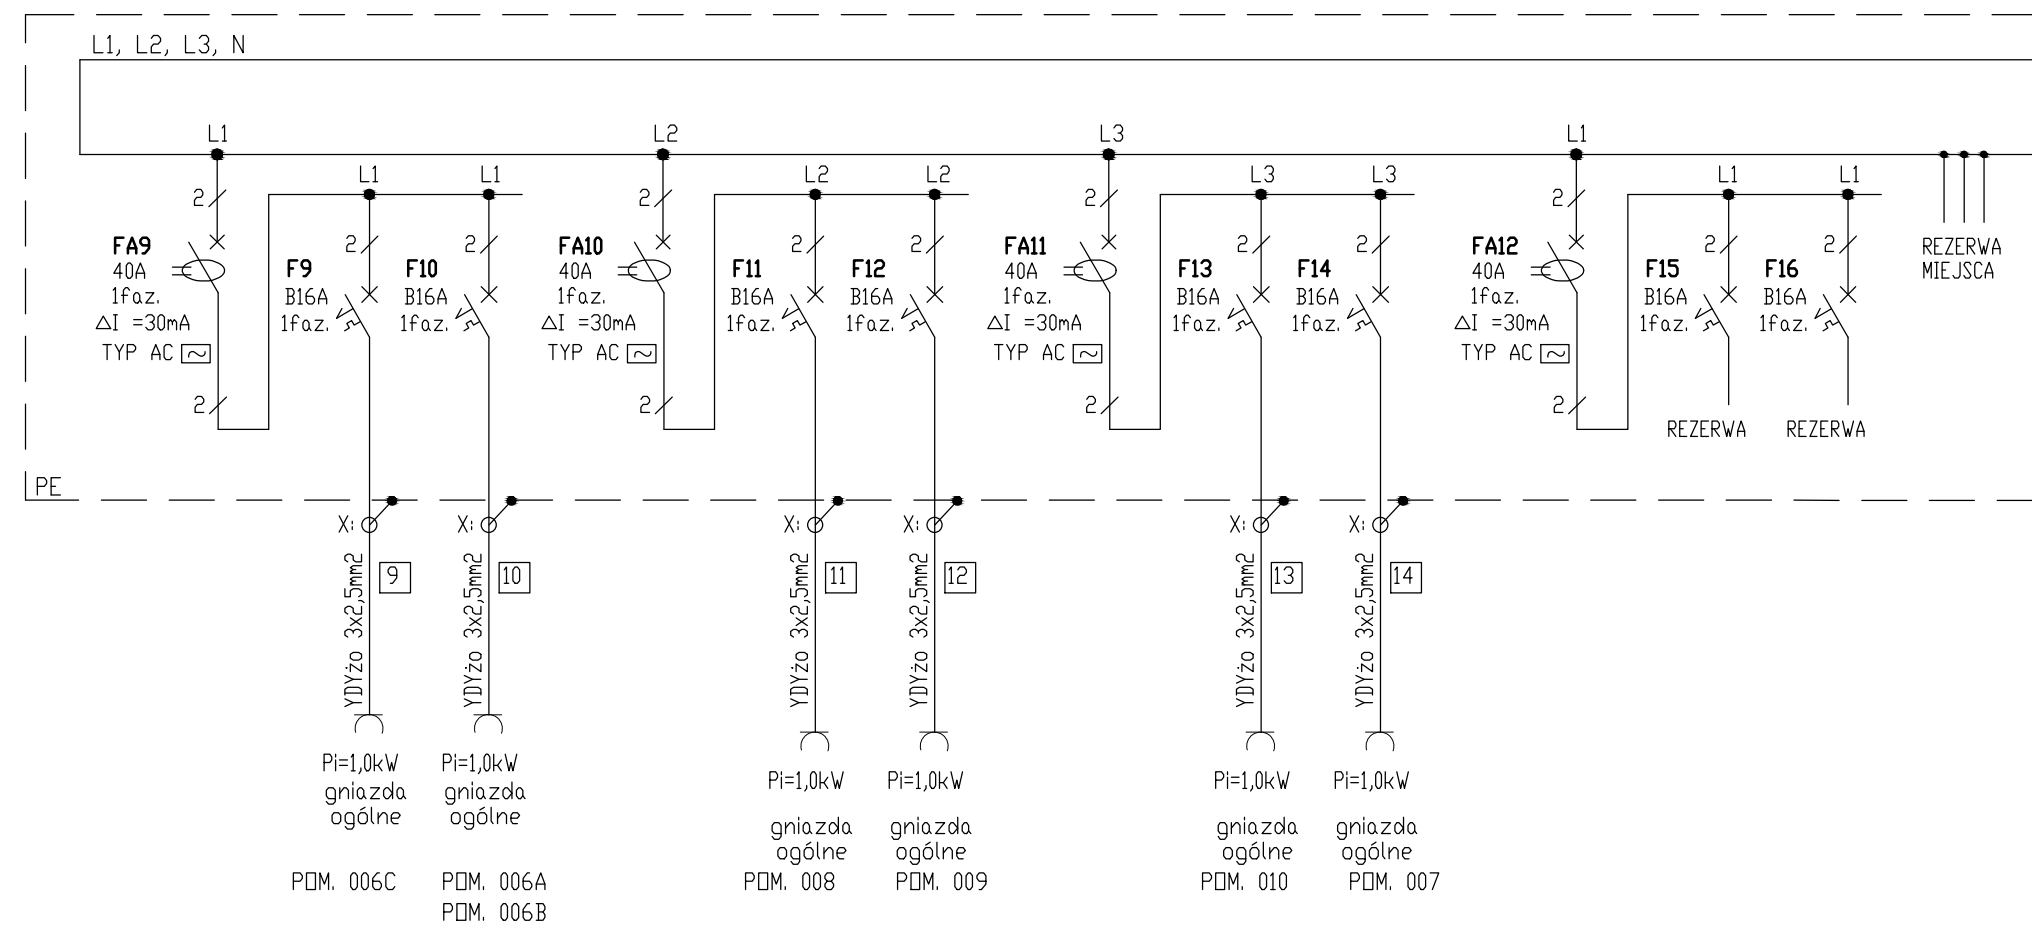 L1, L2, L3, N
L1
L2
L3
L1
L1
L1
L2
L2
L3
L3
L1
L1
2
2
2
2
2
2
2
2
2
2
2
2
FA9
40A
1faz.
ΔI =30mA
TYP AC ~
F9
B16A
1faz.
F10
B16A
1faz.
FA10
40A
1faz.
ΔI =30mA
TYP AC ~
F11
B16A
1faz.
F12
B16A
1faz.
FA11
40A
1faz.
ΔI =30mA
TYP AC ~
F13
B16A
1faz.
F14
B16A
1faz.
FA12
40A
1faz.
ΔI =30mA
TYP AC ~
F15
B16A
1faz.
F16
B16A
1faz.
REZERWA
MIEJSCA
2
2
2
2
REZERWA
REZERWA
PE
X:
X:
X:
X:
X:
X:
YDYżo 3x2,5mm2
9
YDYżo 3x2,5mm2
10
YDYżo 3x2,5mm2
11
YDYżo 3x2,5mm2
12
YDYżo 3x2,5mm2
13
YDYżo 3x2,5mm2
14
Pi=1,0kW
gniazda
ogólne
POM. 006C
Pi=1,0kW
gniazda
ogólne
POM. 006A
POM. 006B
Pi=1,0kW
gniazda
ogólne
POM. 008
Pi=1,0kW
gniazda
ogólne
POM. 009
Pi=1,0kW
gniazda
ogólne
POM. 010
Pi=1,0kW
gniazda
ogólne
POM. 007